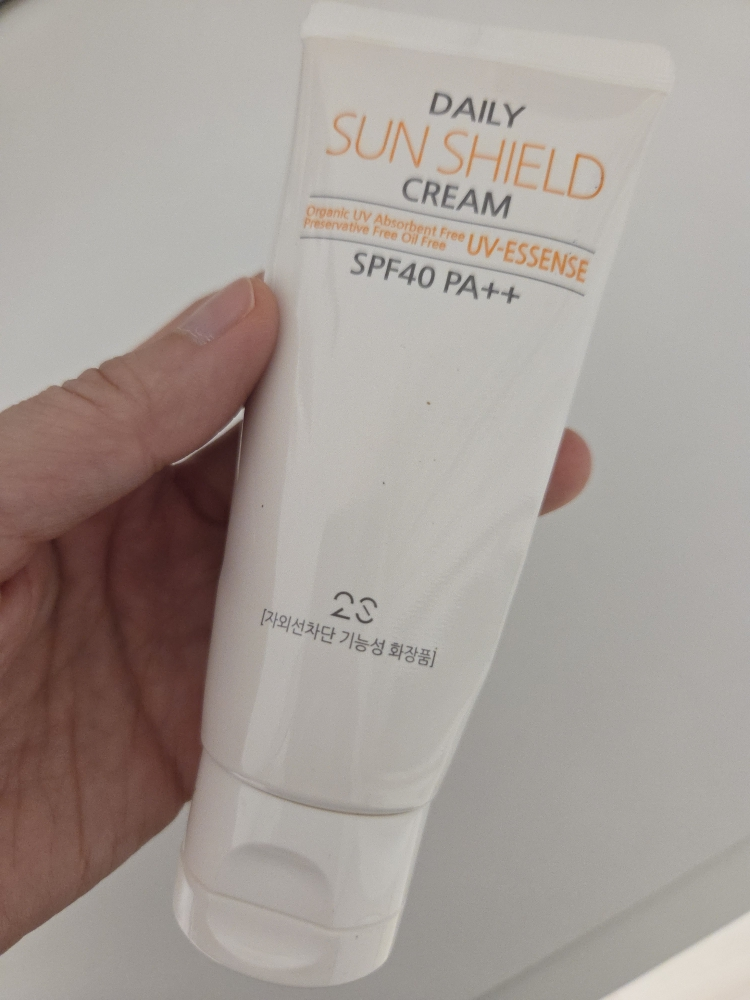 DAILY
SUN SHIELD
CREAM
Organic UV Absorbent Free
Preservative Free Oil Free
UV-ESSENSE
SPF40 PA++
2S
[자외선차단 기능성 화장품]